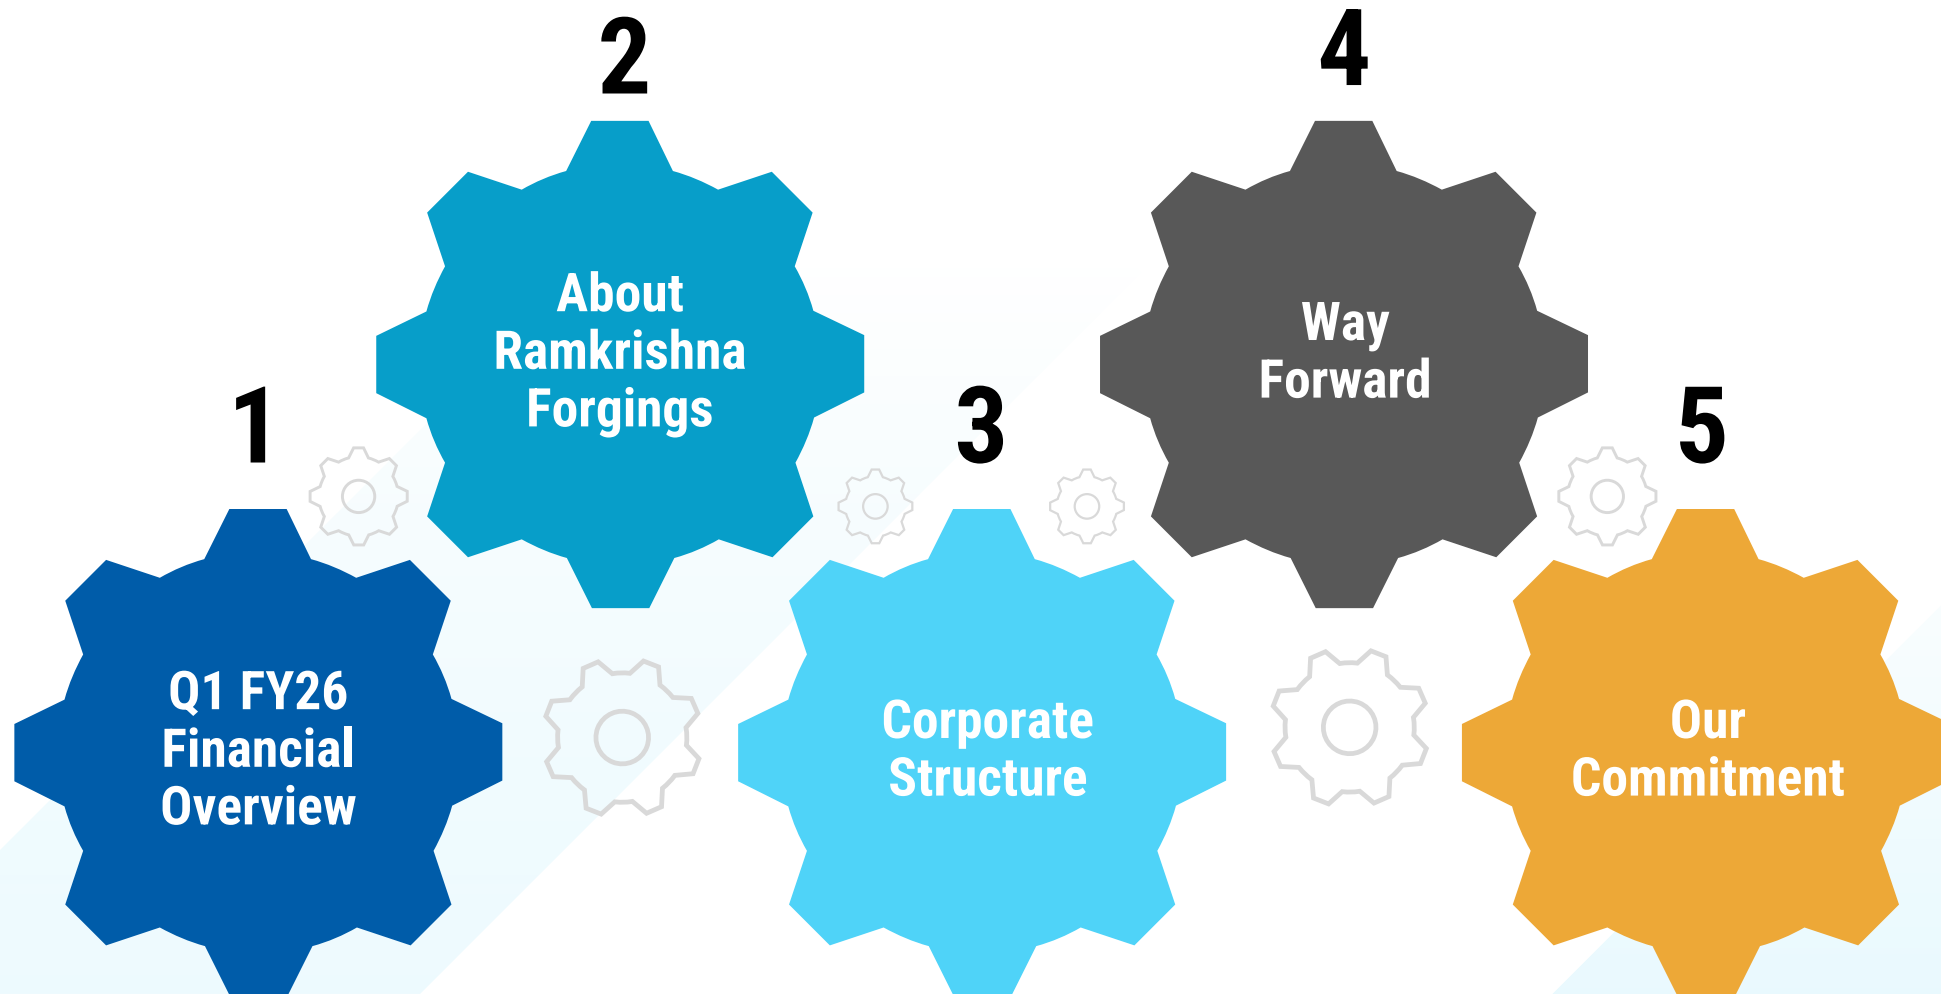 1
Q1 FY26
Financial
Overview
2
About
Ramkrishna
Forgings
3
Corporate
Structure
4
Way
Forward
5
Our
Commitment